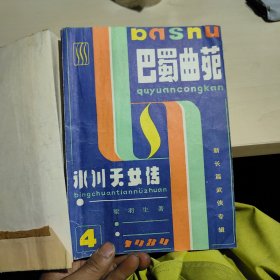 bashu
巴蜀曲苑
quyuancongkan
冰川天女传
bingchuantiannüzhuan
梁羽生著
新长篇武侠专辑
4
1984